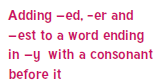 Adding –ed, -er and
–est to a word ending
in –y with a consonant
before it